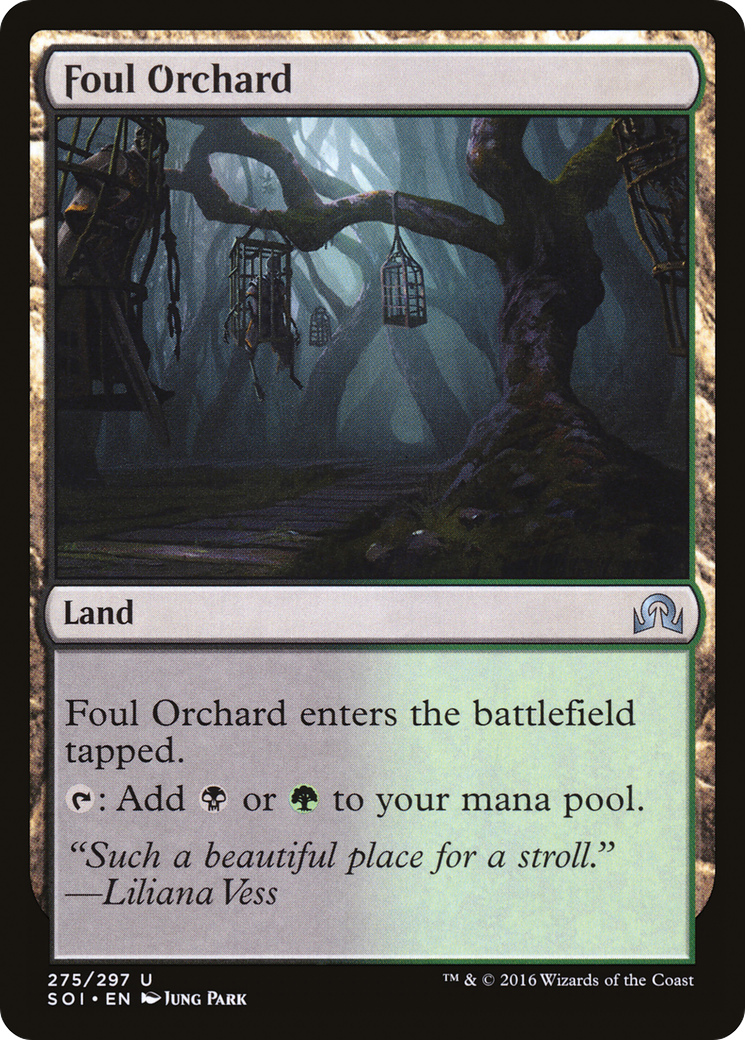 Foul Orchard
Land
Foul Orchard enters the battlefield
tapped.
: Add or to your mana pool.
“Such a beautiful place for a stroll.”
—Liliana Vess
275/297 U
SOI • EN Jung Park
™ & © 2016 Wizards of the Coast